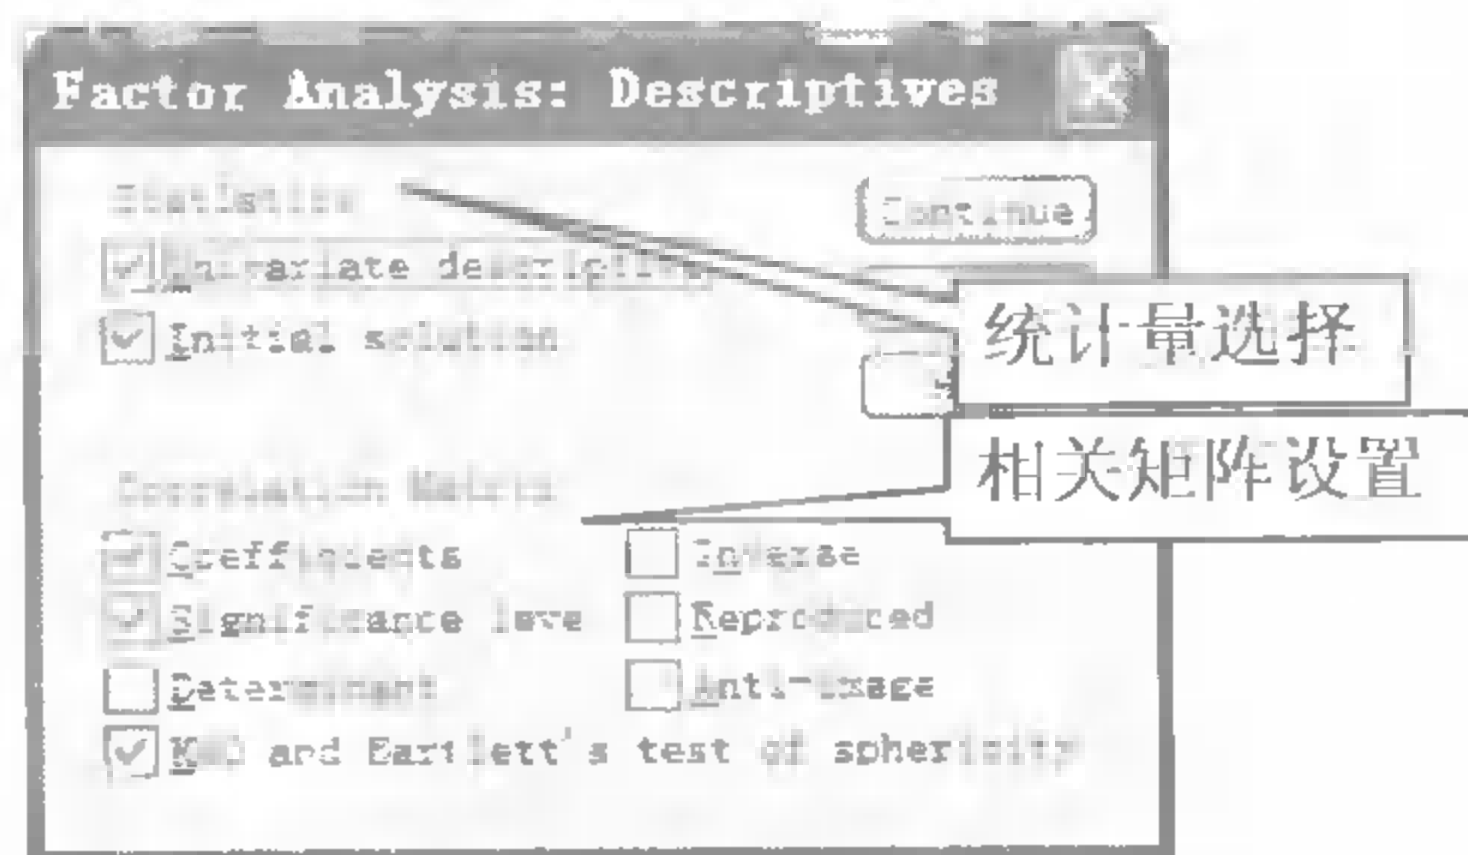 Factor Analysis: Descriptives
Statistics
Continue
Univariate descriptives
统计量选择
Initial solution
Correlation Matrix
相关矩阵设置
Coefficients
Inverse
Significance leve
Reproduced
Determinant
Anti-image
KMO and Bartlett's test of sphericity